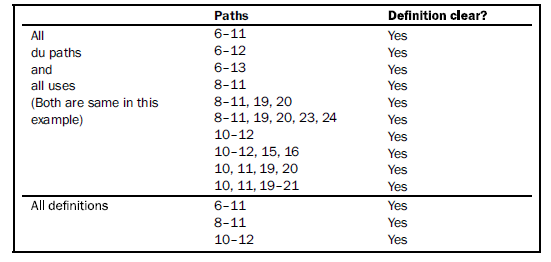 Paths Definition clear?
All 6–11 Yes
du paths 6–12 Yes
and 6–13 Yes
all uses 8–11 Yes
(Both are same in this 8–11, 19, 20 Yes
example) 8–11, 19, 20, 23, 24 Yes
10–12 Yes
10–12, 15, 16 Yes
10, 11, 19, 20 Yes
10, 11, 19–21 Yes
All definitions 6–11 Yes
8–11 Yes
10–12 Yes